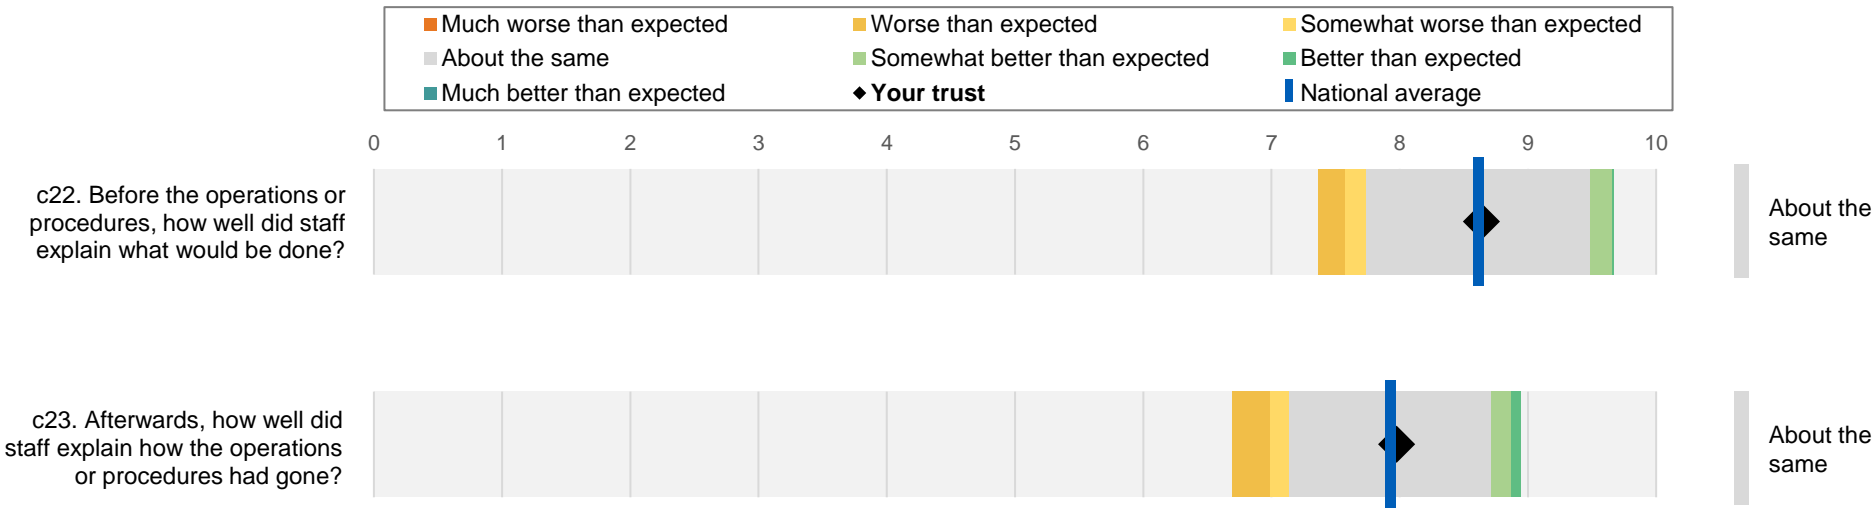 Much worse than expected
Worse than expected
Somewhat worse than expected
About the same
Somewhat better than expected
Better than expected
Much better than expected
Your trust
National average
0 1 2 3 4 5 6 7 8 9 10
c22. Before the operations or
procedures, how well did staff
explain what would be done?
About the
same
c23. Afterwards, how well did
staff explain how the operations
or procedures had gone?
About the
same